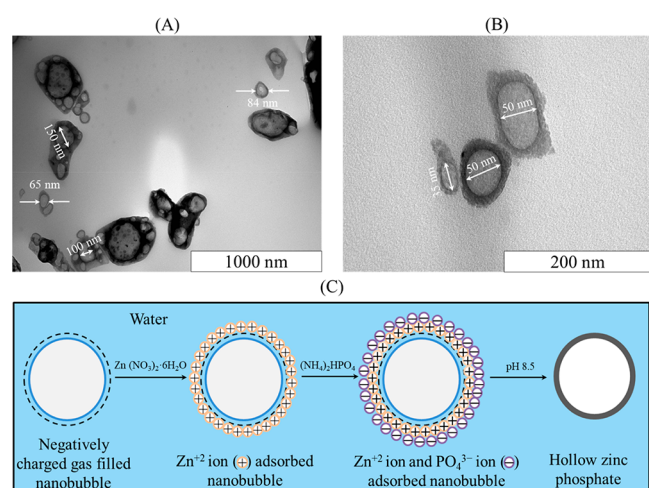 (A)
(B)
84 nm
150 nm
65 nm
100 nm
1000 nm
50 nm
50 nm
35 nm
200 nm
(C)
Water
Zn (NO₃)₂·6H₂O
(NH₄)₂HPO₄
pH 8.5
Negatively
charged gas filled
nanobubble
Zn⁺² ion (+) adsorbed
nanobubble
Zn⁺² ion and PO₄³⁻ ion (−)
adsorbed nanobubble
Hollow zinc
phosphate